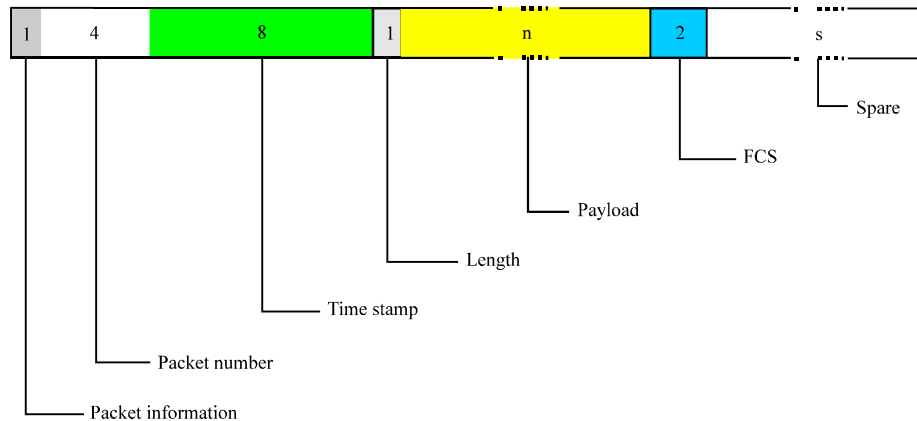 1 4 8 1 n 2 s
Spare
FCS
Payload
Length
Time stamp
Packet number
Packet information